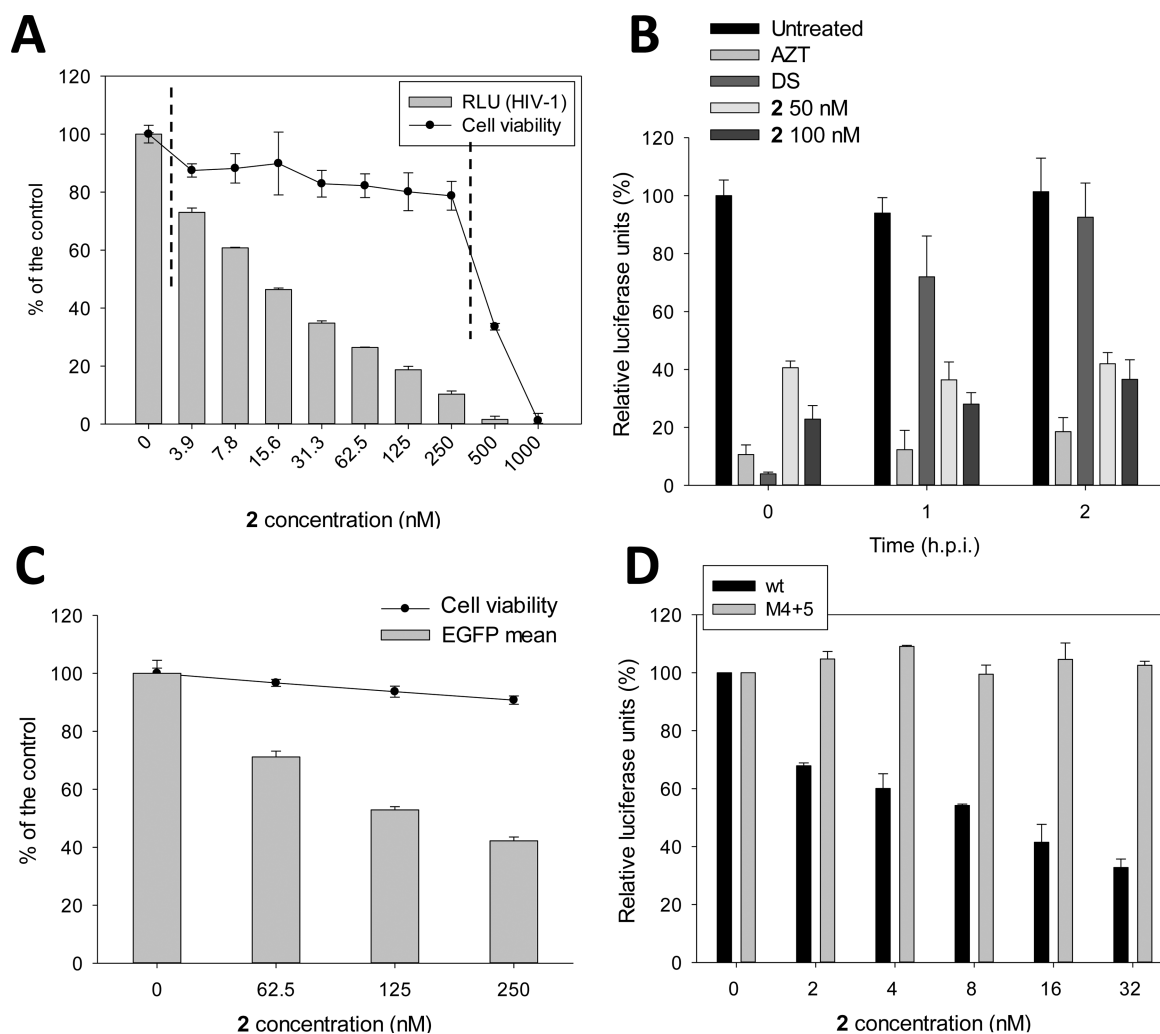 A
% of the control
120
100
80
60
40
20
0
RLU (HIV-1)
Cell viability
0 3.9 7.8 15.6 31.3 62.5 125 250 500 1000
2 concentration (nM)
B
Untreated
AZT
DS
2 50 nM
2 100 nM
Relative luciferase units (%)
120
100
80
60
40
20
0
0 1 2
Time (h.p.i.)
C
Cell viability
EGFP mean
% of the control
120
100
80
60
40
20
0
0 62.5 125 250
2 concentration (nM)
D
wt
M4+5
Relative luciferase units (%)
120
100
80
60
40
20
0
0 2 4 8 16 32
2 concentration (nM)